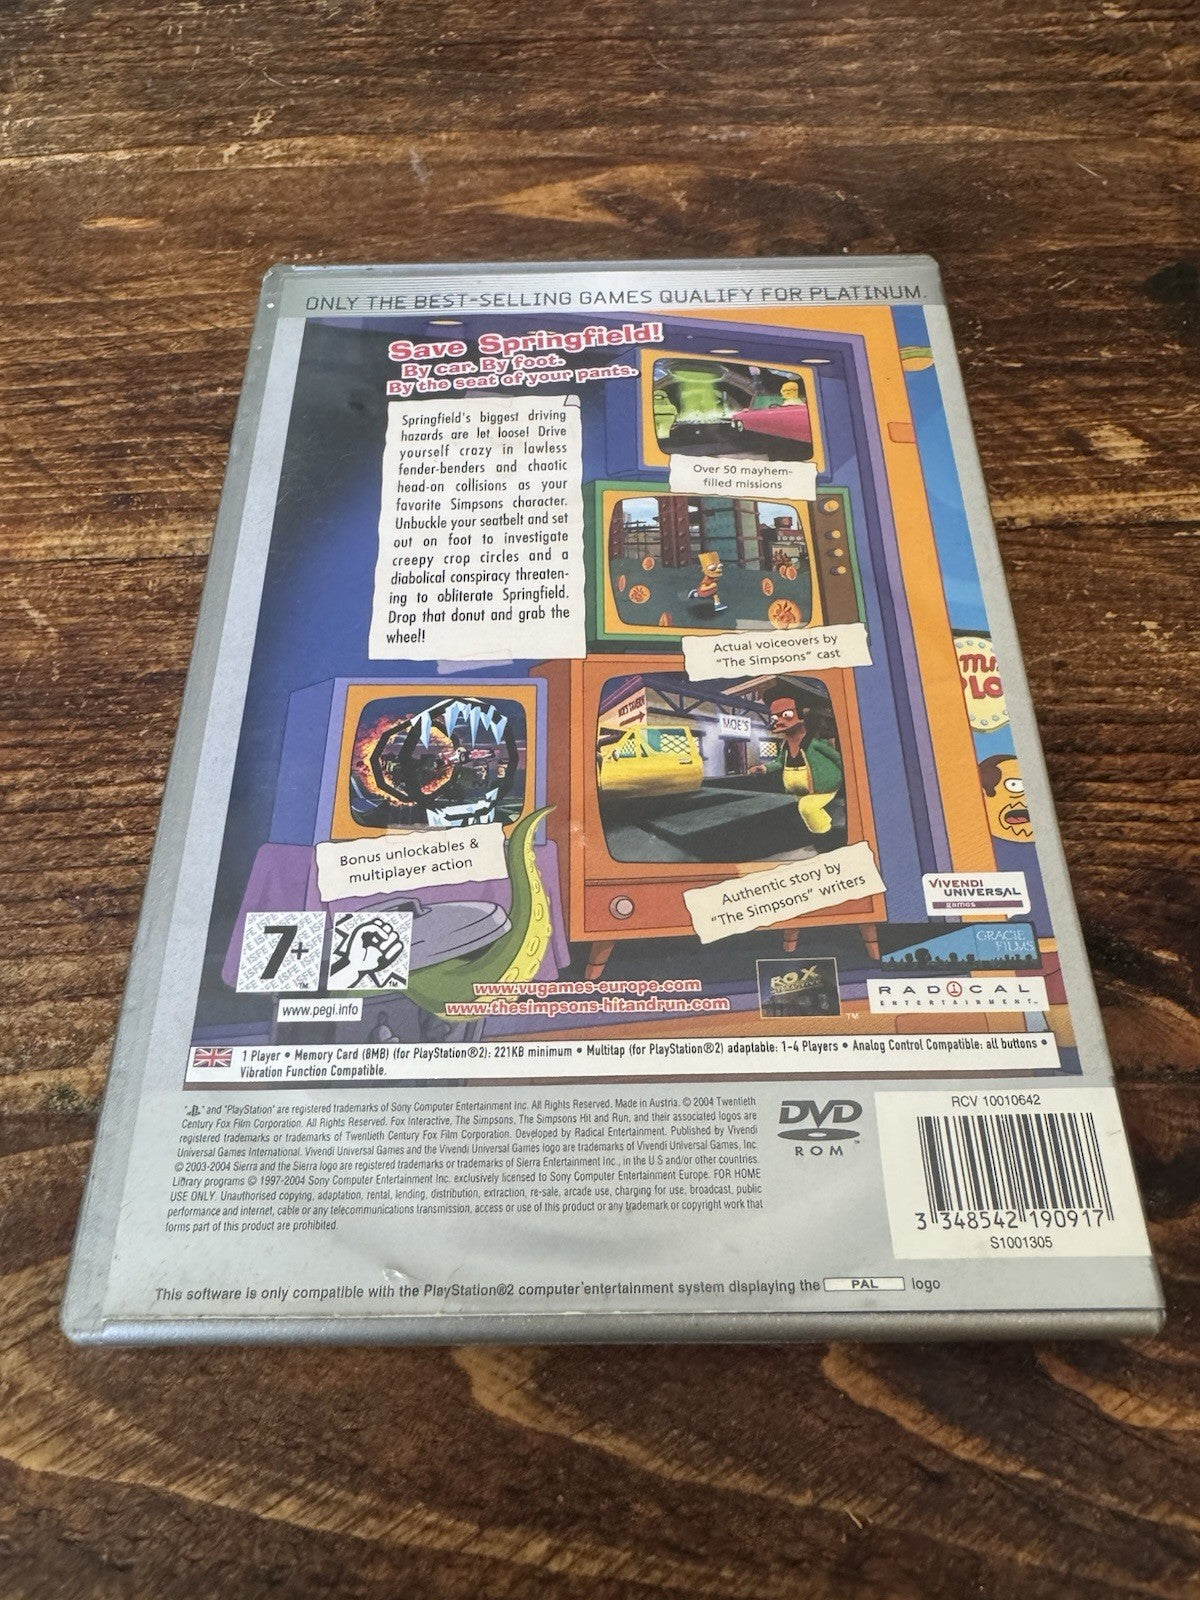 ONLY THE BEST-SELLING GAMES QUALIFY FOR PLATINUM.
Save Springfield!
By car. By foot.
By the seat of your pants.
Springfield's biggest driving
hazards are let loose! Drive
yourself crazy in lawless
fender-benders and chaotic
head-on collisions as your
favorite Simpsons character.
Unbuckle your seatbelt and set
out on foot to investigate
creepy crop circles and a
diabolical conspiracy threaten-
ing to obliterate Springfield.
Drop that donut and grab the
wheel!
Over 50 mayhem-
filled missions
Actual voiceovers by
"The Simpsons" cast
MOE'S TAVERN
MOE'S
Authentic story by
"The Simpsons" writers
Bonus unlockables &
multiplayer action
VIVENDI
UNIVERSAL
games
GRACIE
FILMS
FOX
INTERACTIVE
TM
RADICAL
ENTERTAINMENT™
7+
ISFE
TM
TM
www.pegi.info
www.vugames-europe.com
www.thesimpsons-hitandrun.com
1 Player • Memory Card (8MB) (for PlayStation®2): 221KB minimum • Multitap (for PlayStation®2) adaptable: 1-4 Players • Analog Control Compatible: all buttons •
Vibration Function Compatible.
" " and "PlayStation" are registered trademarks of Sony Computer Entertainment Inc. All Rights Reserved. Made in Austria. © 2004 Twentieth
Century Fox Film Corporation. All Rights Reserved. Fox Interactive, The Simpsons, The Simpsons Hit and Run, and their associated logos are
registered trademarks or trademarks of Twentieth Century Fox Film Corporation. Developed by Radical Entertainment. Published by Vivendi
Universal Games International. Vivendi Universal Games and the Vivendi Universal Games logo are trademarks of Vivendi Universal Games, Inc.
© 2003-2004 Sierra and the Sierra logo are registered trademarks or trademarks of Sierra Entertainment Inc., in the U S and/or other countries.
Library programs © 1997-2004 Sony Computer Entertainment Inc. exclusively licensed to Sony Computer Entertainment Europe. FOR HOME
USE ONLY. Unauthorised copying, adaptation, rental, lending, distribution, extraction, re-sale, arcade use, charging for use, broadcast, public
performance and internet, cable or any telecommunications transmission, access or use of this product or any trademark or copyright work that
forms part of this product are prohibited.
DVD
ROM
RCV 10010642
3 348542 190917
S1001305
This software is only compatible with the PlayStation®2 computer entertainment system displaying the PAL logo